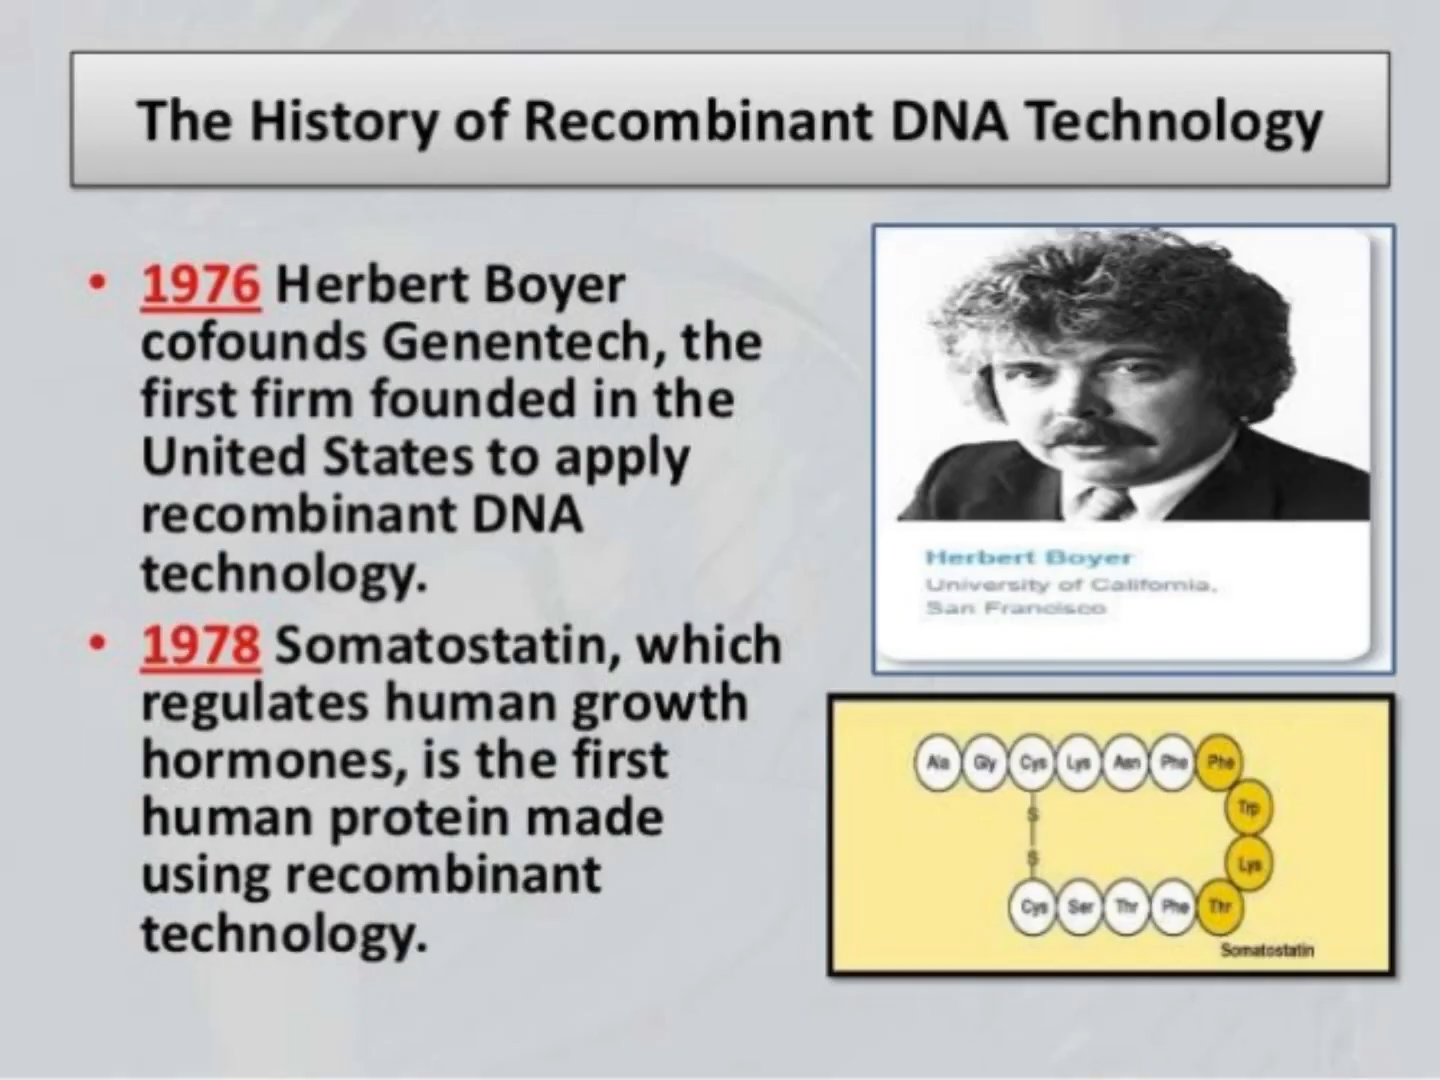 The History of Recombinant DNA Technology
• 1976 Herbert Boyer
cofounds Genentech, the
first firm founded in the
United States to apply
recombinant DNA
technology.
• 1978 Somatostatin, which
regulates human growth
hormones, is the first
human protein made
using recombinant
technology.
Herbert Boyer
University of California,
San Francisco
Ala Gly Cys Lys Asn Phe Phe
Trp
Lys
S
S
Cys Ser Thr Phe Thr
Somatostatin